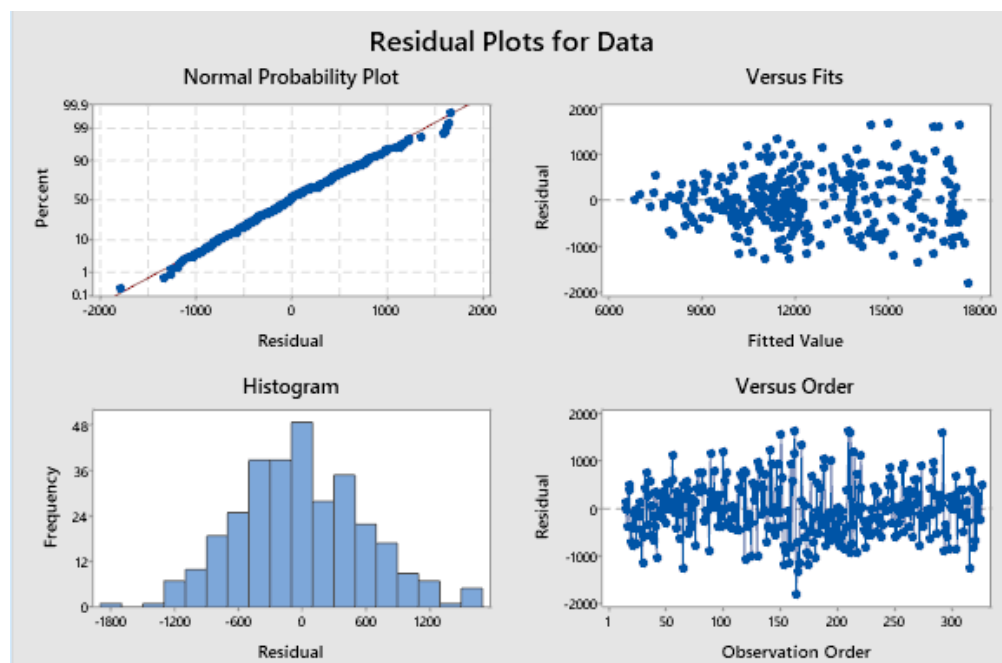 Residual Plots for Data
Normal Probability Plot
99.9
99
90
50
10
1
0.1
Percent
-2000 -1000 0 1000 2000
Residual
Versus Fits
2000
1000
0
-1000
-2000
Residual
6000 9000 12000 15000 18000
Fitted Value
Histogram
48
36
24
12
0
Frequency
-1800 -1200 -600 0 600 1200
Residual
Versus Order
2000
1000
0
-1000
-2000
Residual
1 50 100 150 200 250 300
Observation Order